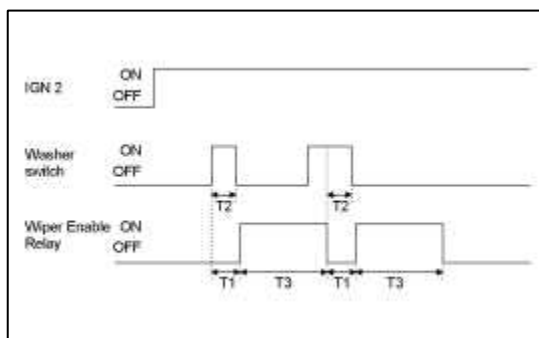 IGN 2
ON
OFF
Washer
switch
ON
OFF
T2
T2
Wiper Enable
Relay
ON
OFF
T1
T3
T1
T3